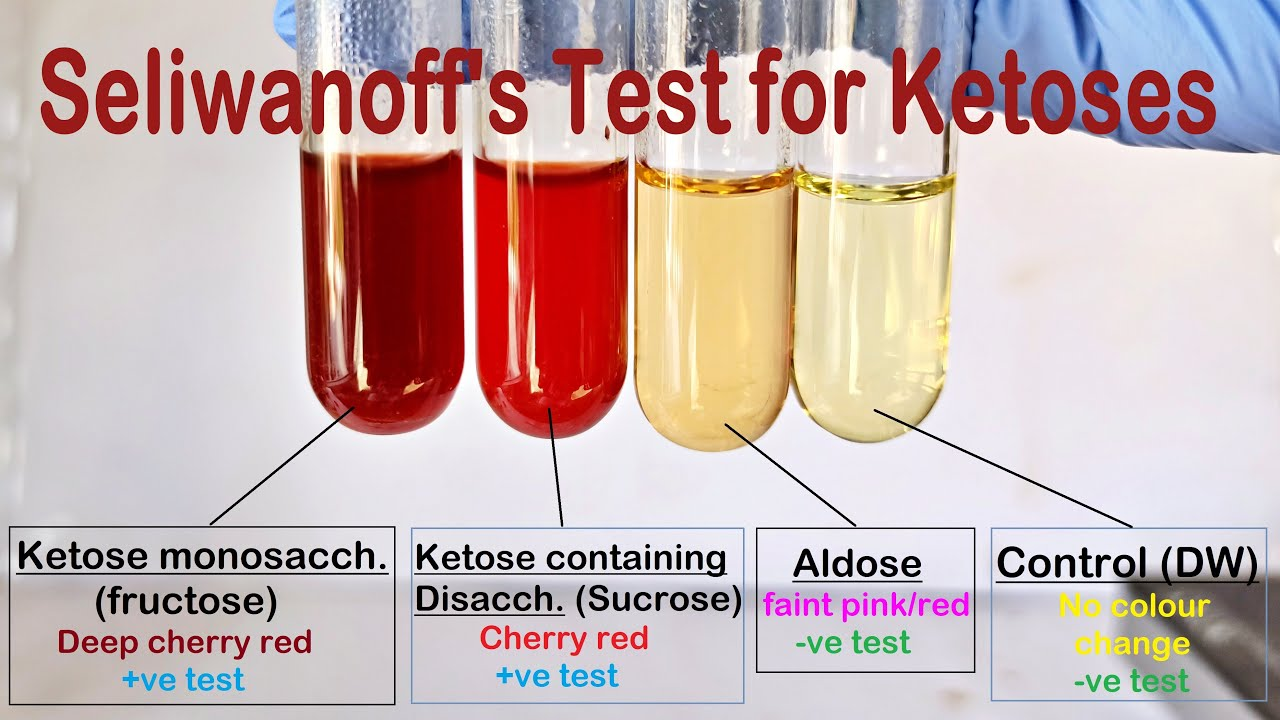 Seliwanoff's Test for Ketoses
Ketose monosacch.
(fructose)
Deep cherry red
+ve test
Ketose containing
Disacch. (Sucrose)
Cherry red
+ve test
Aldose
faint pink/red
-ve test
Control (DW)
No colour
change
-ve test